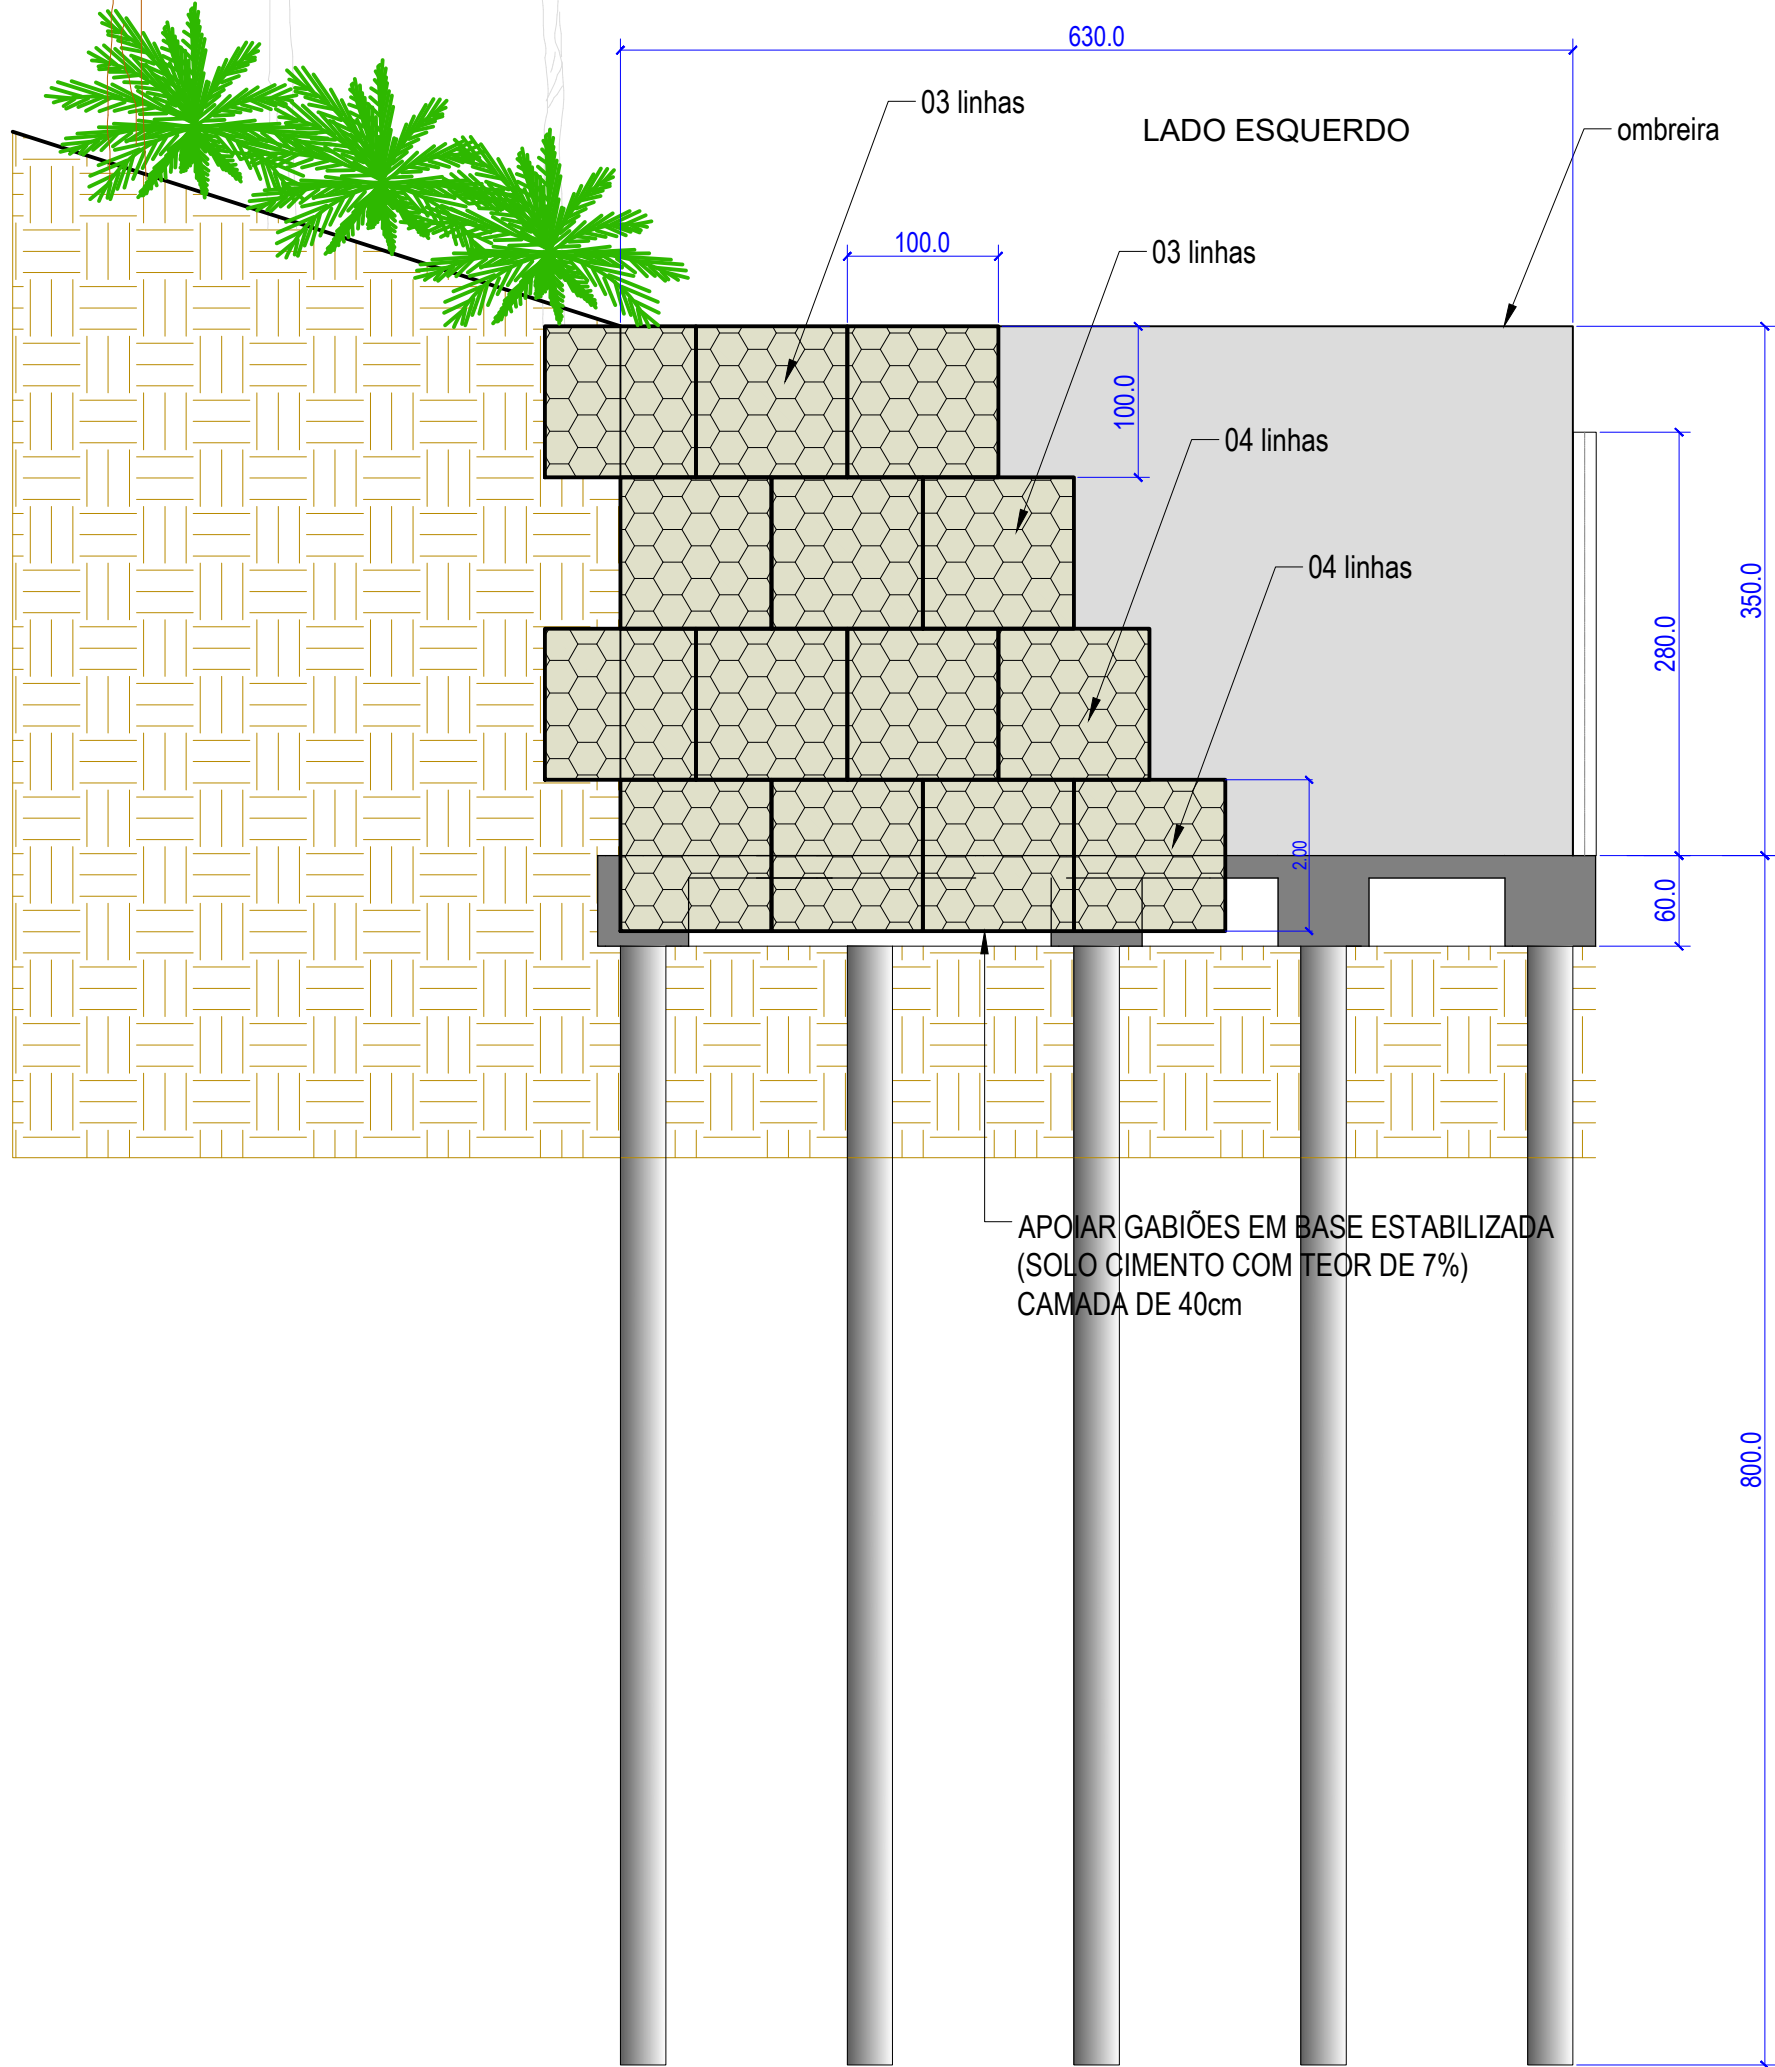 630.0
03 linhas
LADO ESQUERDO
ombreira
100.0
03 linhas
100.0
04 linhas
04 linhas
350.0
280.0
2.00
60.0
APOIAR GABIÕES EM BASE ESTABILIZADA
(SOLO CIMENTO COM TEOR DE 7%)
CAMADA DE 40cm
800.0